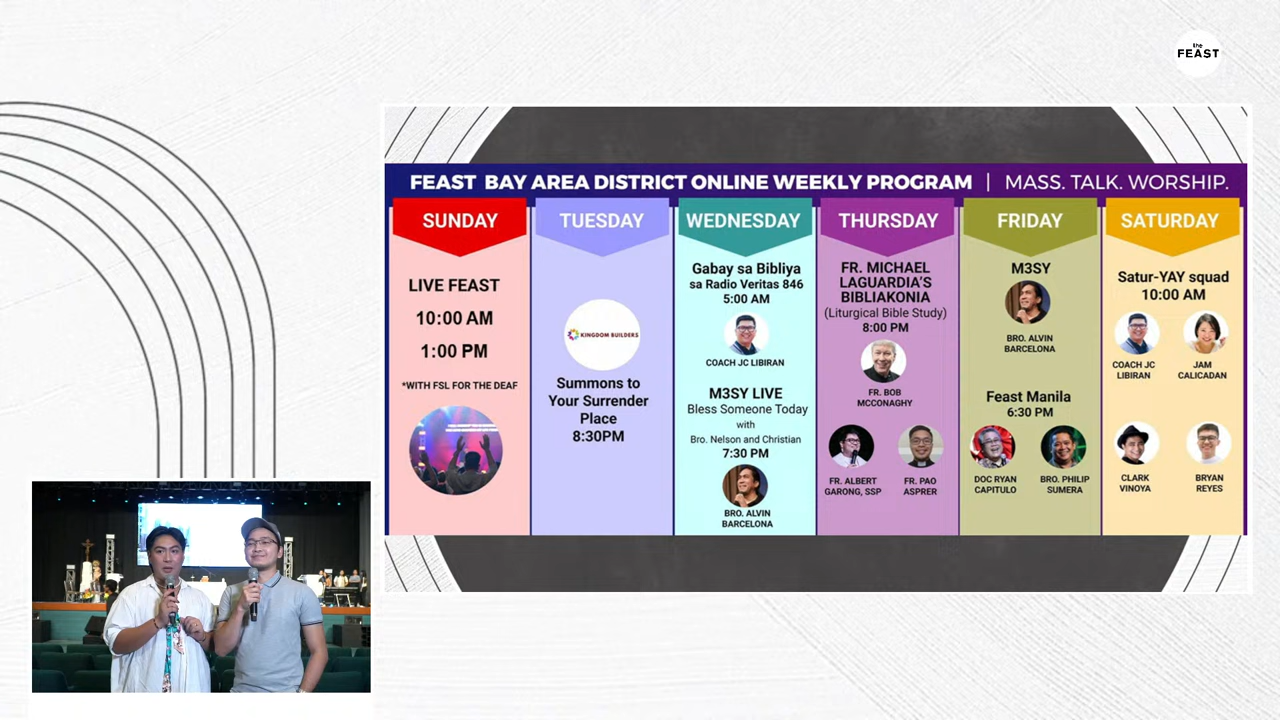 the
FEAST
FEAST BAY AREA DISTRICT ONLINE WEEKLY PROGRAM | MASS. TALK. WORSHIP.
SUNDAY
LIVE FEAST
10:00 AM
1:00 PM
*WITH FSL FOR THE DEAF
TUESDAY
KINGDOM BUILDERS
Summons to
Your Surrender
Place
8:30PM
WEDNESDAY
Gabay sa Bibliya
sa Radio Veritas 846
5:00 AM
COACH JC LIBIRAN
M3SY LIVE
Bless Someone Today
with
Bro. Nelson and Christian
7:30 PM
BRO. ALVIN
BARCELONA
THURSDAY
FR. MICHAEL
LAGUARDIA'S
BIBLIAKONIA
(Liturgical Bible Study)
8:00 PM
FR. BOB
MCCONAGHY
FR. ALBERT
GARONG, SSP
FR. PAO
ASPRER
FRIDAY
M3SY
BRO. ALVIN
BARCELONA
Feast Manila
6:30 PM
DOC RYAN
CAPITULO
BRO. PHILIP
SUMERA
SATURDAY
Satur-YAY squad
10:00 AM
COACH JC
LIBIRAN
JAM
CALICADAN
CLARK
VINOYA
BRYAN
REYES